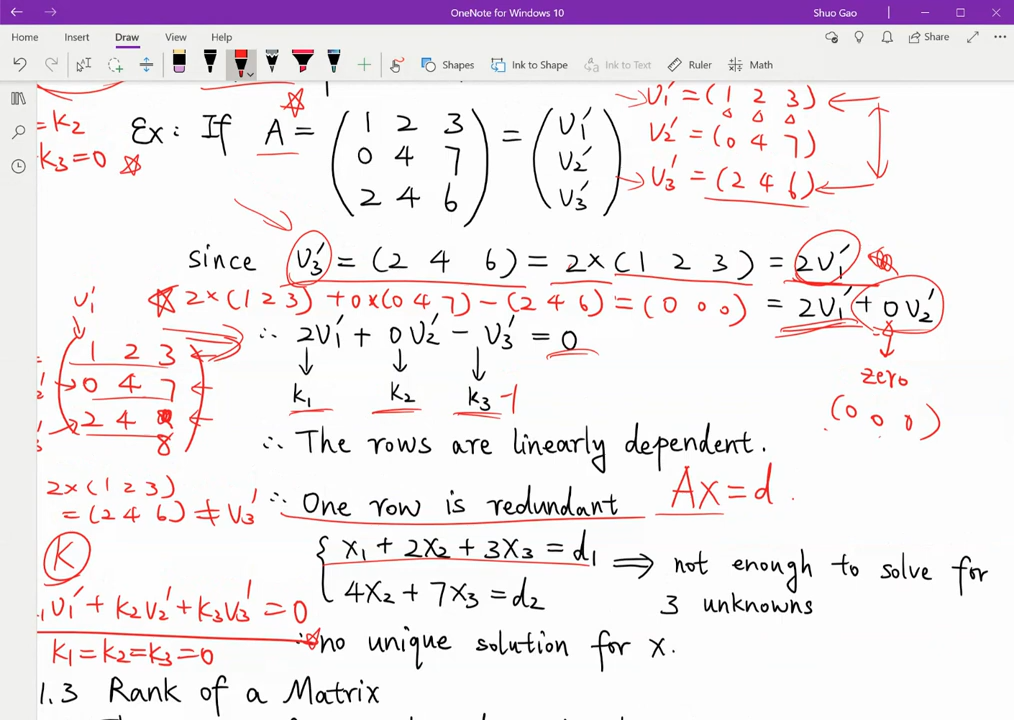 OneNote for Windows 10
Shuo Gao
Home Insert Draw View Help
Share
Shapes Ink to Shape Ink to Text Ruler Math
= K2
K3 = 0
Ex: If A = ( 1 2 3 ) = ( V1' )
0 4 7 V2'
2 4 6 V3'
V1' = (1 2 3)
V2' = (0 4 7)
V3' = (2 4 6)
since V3' = (2 4 6) = 2×(1 2 3) = 2V1'
2×(1 2 3) + 0×(0 4 7) − (2 4 6) = (0 0 0) = 2V1' + 0V2'
∴ 2V1' + 0V2' − V3' = 0
zero
(0 0 0)
k1 k2 k3 -1
V1'
1 2 3
0 4 7
2 4 8
8
∴ The rows are linearly dependent.
2×(1 2 3)
= (2 4 6) ≠ V3'
∴ One row is redundant Ax = d
{ x1 + 2x2 + 3x3 = d1 ⟹ not enough to solve for
4x2 + 7x3 = d2 3 unknowns
K
V1' + K2V2' + K3V3' = 0
K1 = K2 = K3 = 0
∴ no unique solution for x.
1.3 Rank of a Matrix